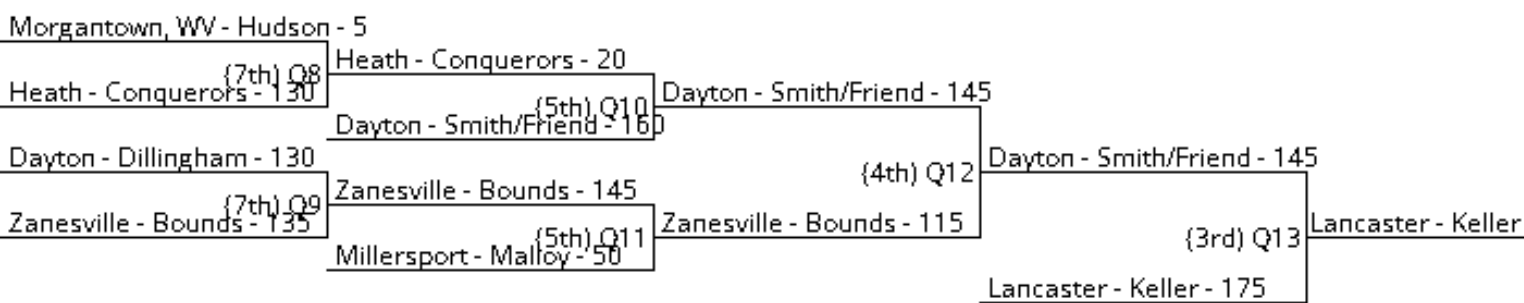 Morgantown, WV - Hudson - 5
{7th} Q8
Heath - Conquerors - 130
Heath - Conquerors - 20
{5th} Q10
Dayton - Smith/Friend - 160
Dayton - Smith/Friend - 145
Dayton - Dillingham - 130
{7th} Q9
Zanesville - Bounds - 135
Zanesville - Bounds - 145
{5th} Q11
Millersport - Malloy - 50
Zanesville - Bounds - 115
{4th} Q12
Dayton - Smith/Friend - 145
{3rd} Q13
Lancaster - Keller - 175
Lancaster - Keller